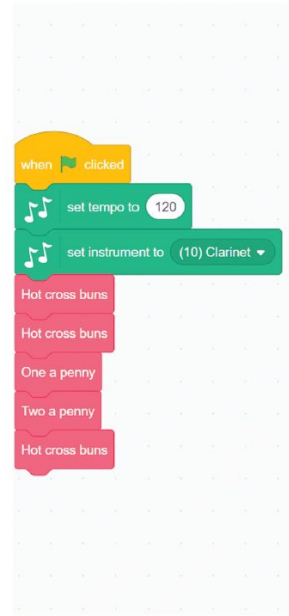 when clicked
set tempo to 120
set instrument to (10) Clarinet
Hot cross buns
Hot cross buns
One a penny
Two a penny
Hot cross buns